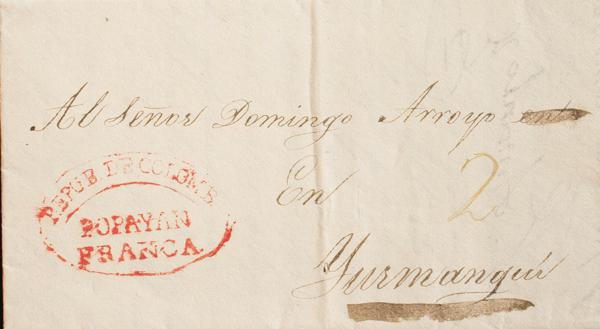 Al Señor Domingo Arroyo
En
2
Yurmanguí
REPUB. DE COLOMB.
POPAYAN
FRANCA